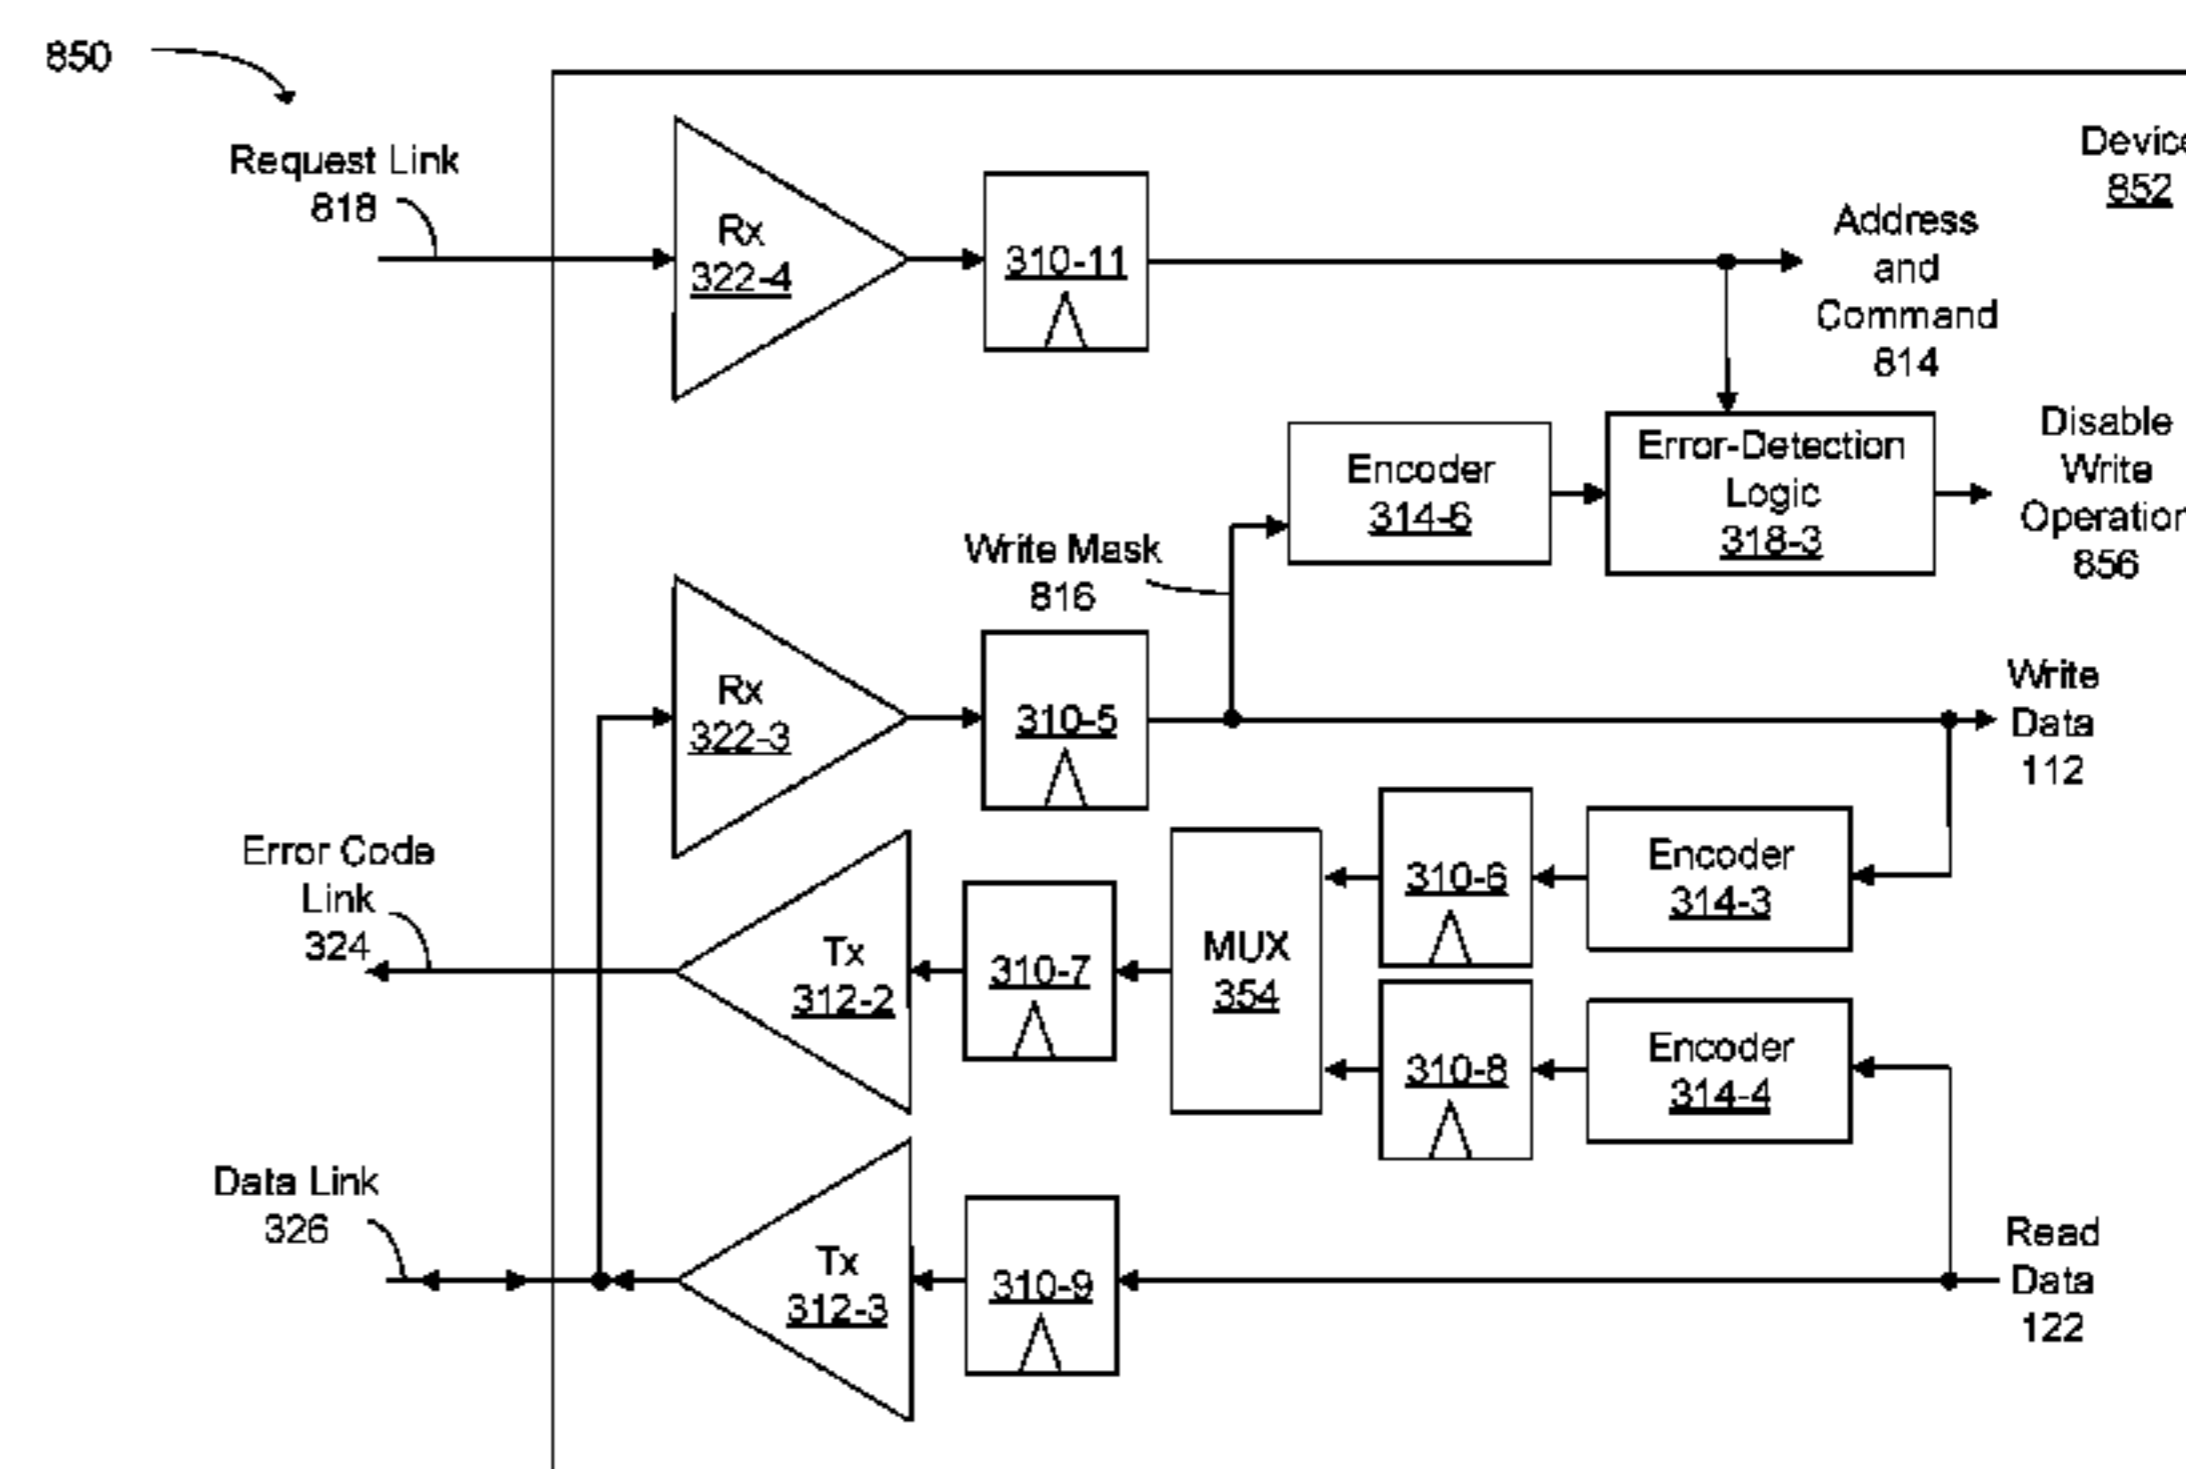 850
Request Link
818
Rx
322-4
310-11
Device
852
Address
and
Command
814
Encoder
314-6
Error-Detection
Logic
318-3
Disable
Write
Operation
856
Write Mask
816
Rx
322-3
310-5
Write
Data
112
Error Code
Link
324
Tx
312-2
310-7
MUX
354
310-6
Encoder
314-3
310-8
Encoder
314-4
Data Link
326
Tx
312-3
310-9
Read
Data
122